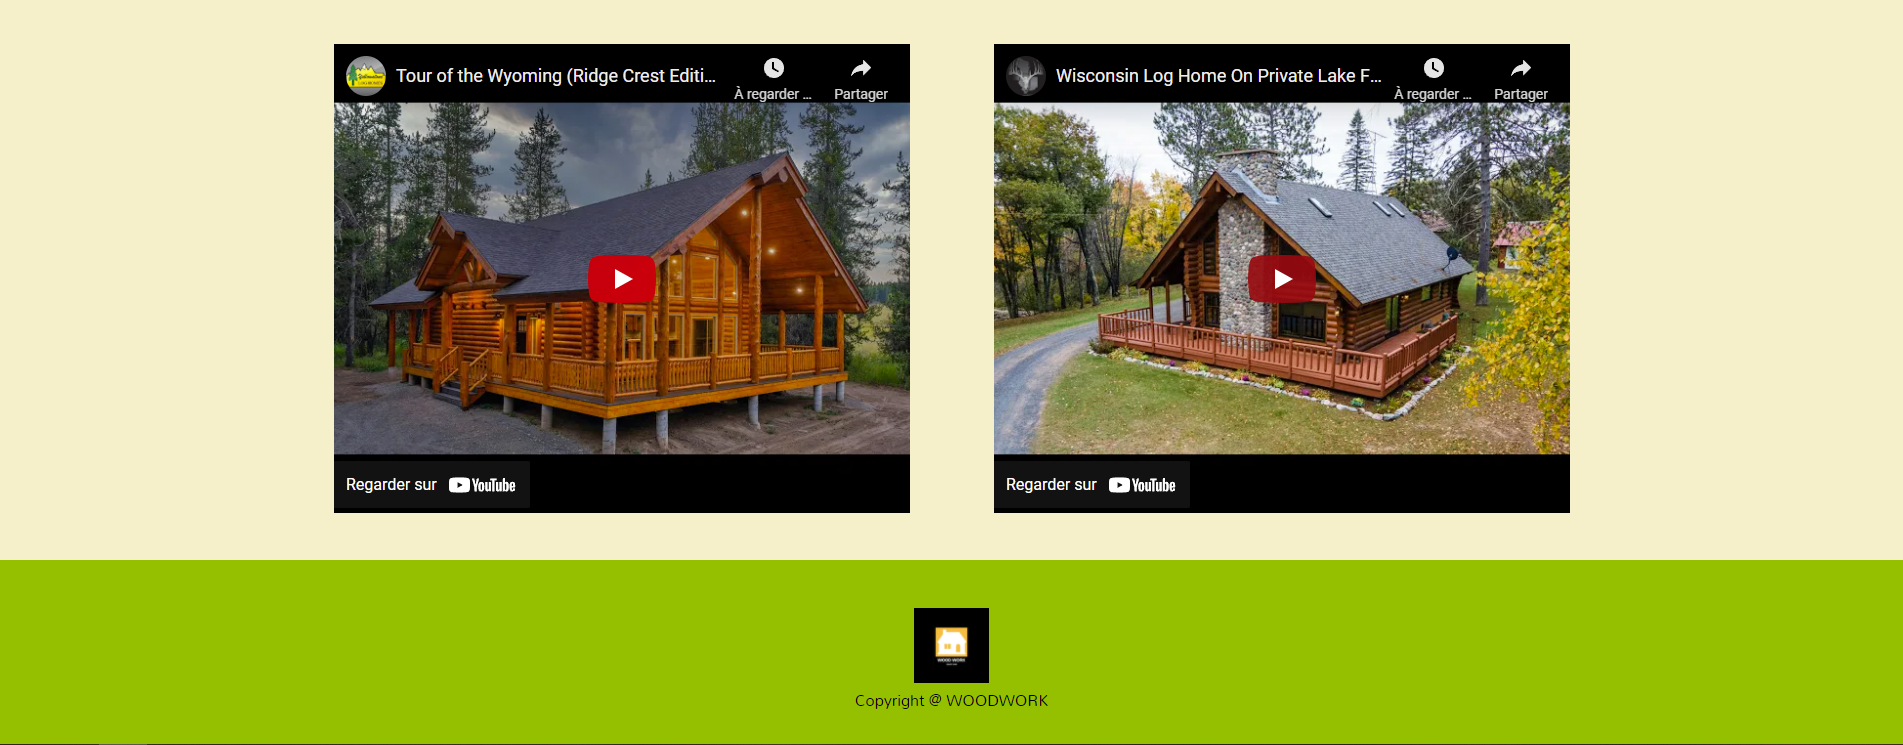 Tour of the Wyoming (Ridge Crest Editi...
À regarder ...
Partager
Regarder sur YouTube
Wisconsin Log Home On Private Lake F...
À regarder ...
Partager
Regarder sur YouTube
WOOD WORK
Copyright @ WOODWORK